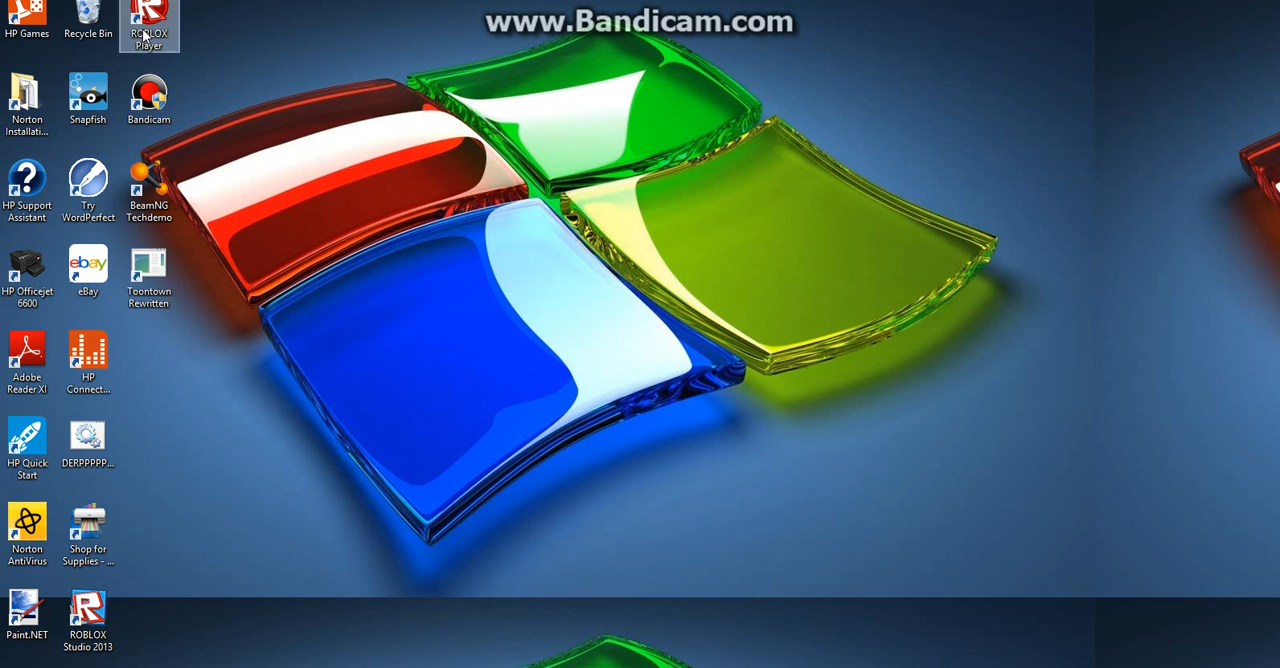 www.Bandicam.com
HP Games
Recycle Bin
ROBLOX
Player
Norton
Installati...
Snapfish
Bandicam
HP Support
Assistant
Try
WordPerfect
BeamNG
Techdemo
HP Officejet
6600
ebay
eBay
Toontown
Rewritten
Adobe
Reader XI
HP
Connect...
HP Quick
Start
DERPPPPP...
Norton
AntiVirus
Shop for
Supplies - ...
Paint.NET
ROBLOX
Studio 2013